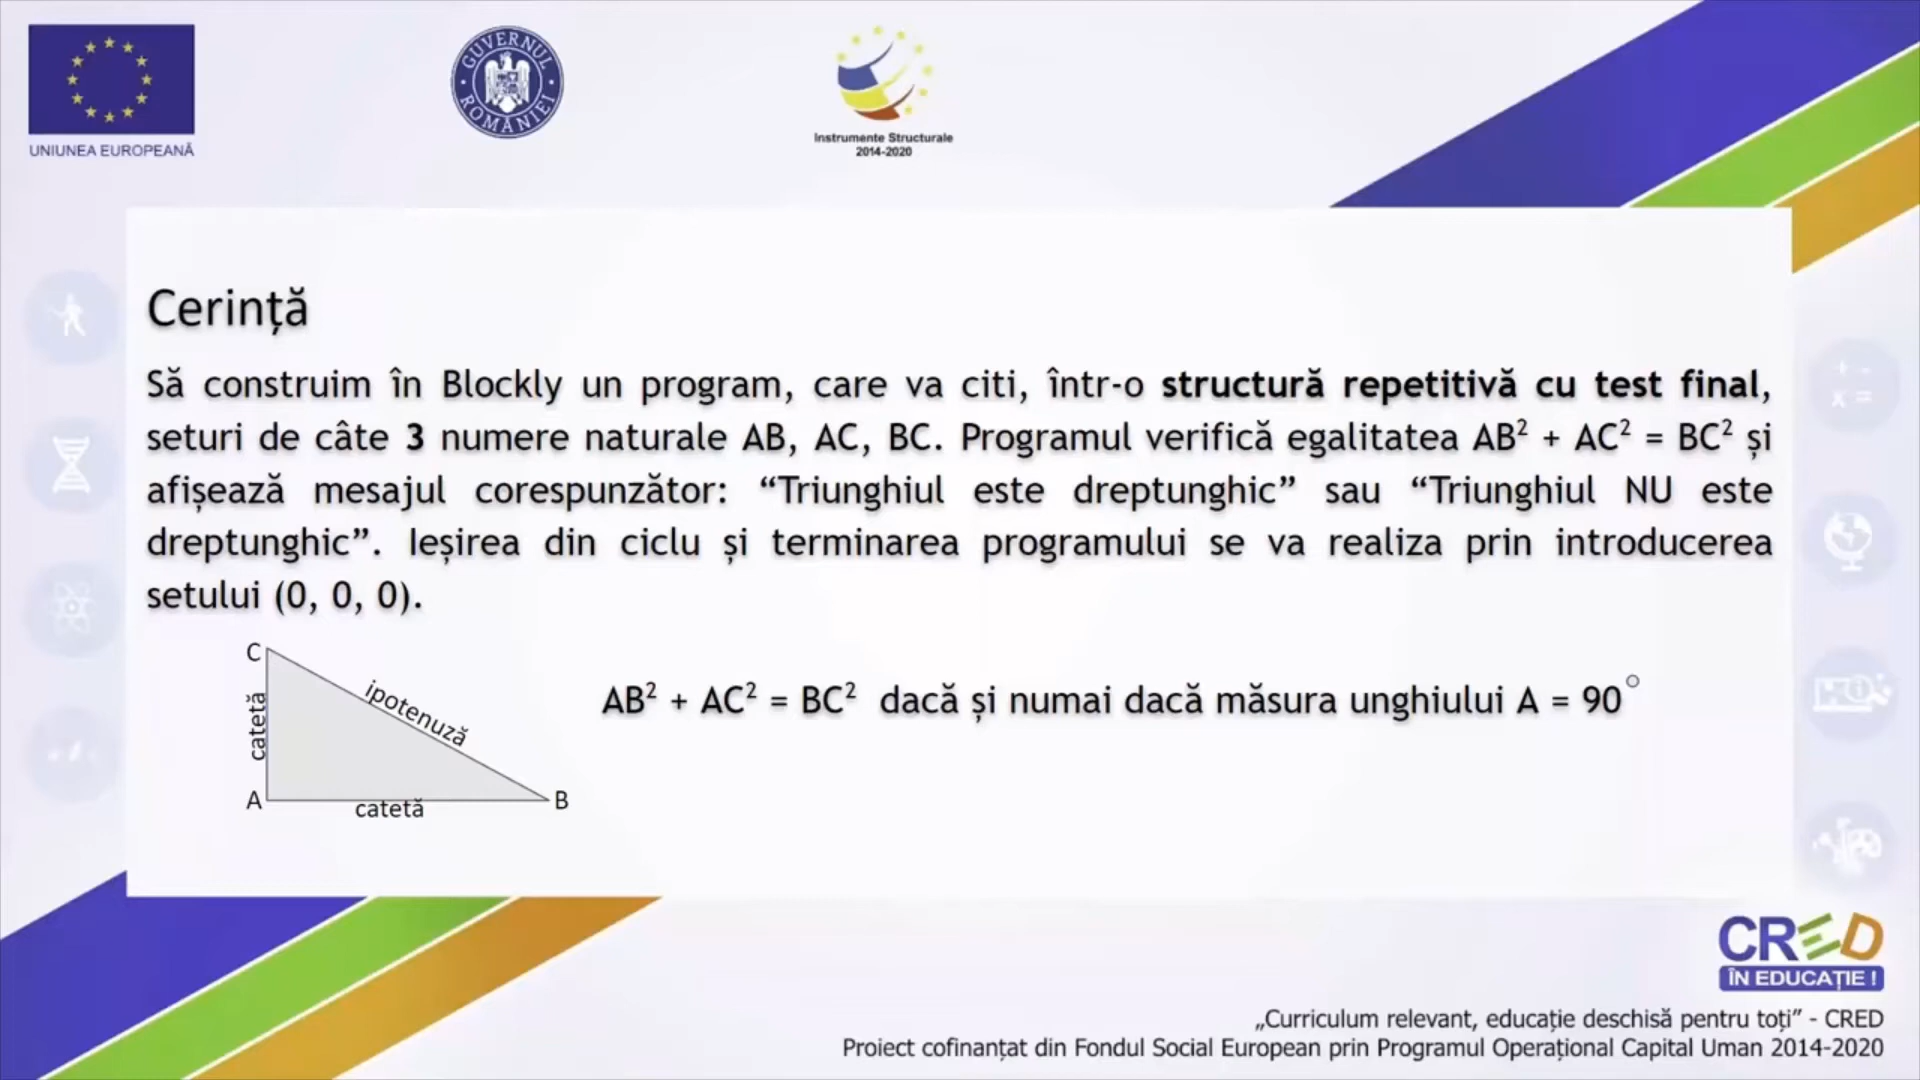 UNIUNEA EUROPEANĂ
GUVERNUL ROMÂNIEI
Instrumente Structurale
2014-2020
Cerință
Să construim în Blockly un program, care va citi, într-o structură repetitivă cu test final,
seturi de câte 3 numere naturale AB, AC, BC. Programul verifică egalitatea AB² + AC² = BC² și
afișează mesajul corespunzător: “Triunghiul este dreptunghic” sau “Triunghiul NU este
dreptunghic”. Ieșirea din ciclu și terminarea programului se va realiza prin introducerea
setului (0, 0, 0).
C
catetă
ipotenuză
A
catetă
B
AB² + AC² = BC² dacă și numai dacă măsura unghiului A = 90°
CRED
ÎN EDUCAȚIE !
„Curriculum relevant, educație deschisă pentru toți” - CRED
Proiect cofinanțat din Fondul Social European prin Programul Operațional Capital Uman 2014-2020